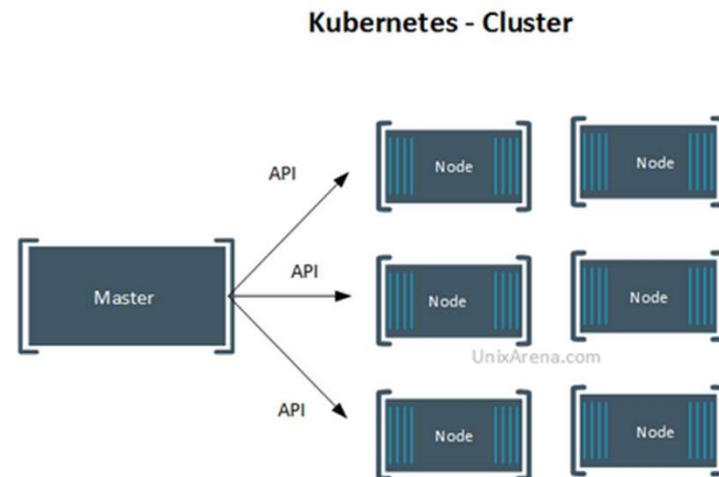 Kubernetes - Cluster
API
Node
Node
API
Master
Node
Node
UnixArena.com
API
Node
Node